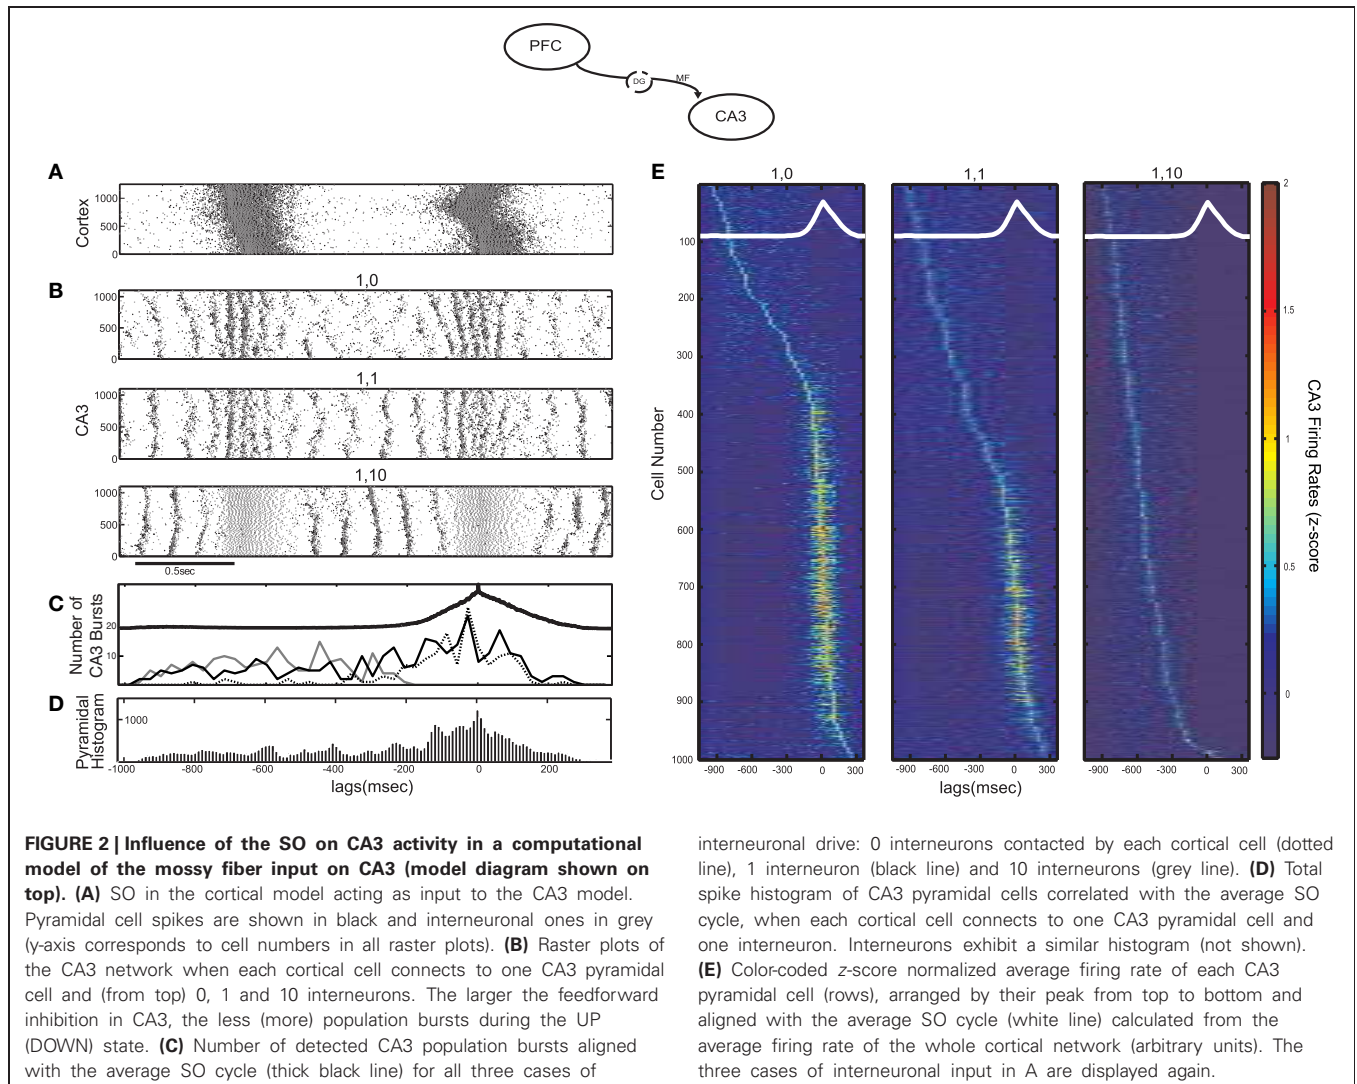 PFC
DG
MF
CA3
A
Cortex
1000
500
0
B
CA3
1,0
1000
500
0
1,1
1000
500
0
1,10
1000
500
0
0.5sec
C
Number of
CA3 Bursts
20
10
D
Pyramidal
Histogram
1000
-1000 -800 -600 -400 -200 0 200
lags(msec)
E
1,0 1,1 1,10
Cell Number
100
200
300
400
500
600
700
800
900
1000
-900 -600 -300 0 300
-900 -600 -300 0 300
-900 -600 -300 0 300
lags(msec)
2
1.5
1
0.5
0
CA3 Firing Rates (z-score
FIGURE 2 | Influence of the SO on CA3 activity in a computational
model of the mossy fiber input on CA3 (model diagram shown on
top). (A) SO in the cortical model acting as input to the CA3 model.
Pyramidal cell spikes are shown in black and interneuronal ones in grey
(y-axis corresponds to cell numbers in all raster plots). (B) Raster plots of
the CA3 network when each cortical cell connects to one CA3 pyramidal
cell and (from top) 0, 1 and 10 interneurons. The larger the feedforward
inhibition in CA3, the less (more) population bursts during the UP
(DOWN) state. (C) Number of detected CA3 population bursts aligned
with the average SO cycle (thick black line) for all three cases of
interneuronal drive: 0 interneurons contacted by each cortical cell (dotted
line), 1 interneuron (black line) and 10 interneurons (grey line). (D) Total
spike histogram of CA3 pyramidal cells correlated with the average SO
cycle, when each cortical cell connects to one CA3 pyramidal cell and
one interneuron. Interneurons exhibit a similar histogram (not shown).
(E) Color-coded z-score normalized average firing rate of each CA3
pyramidal cell (rows), arranged by their peak from top to bottom and
aligned with the average SO cycle (white line) calculated from the
average firing rate of the whole cortical network (arbitrary units). The
three cases of interneuronal input in A are displayed again.